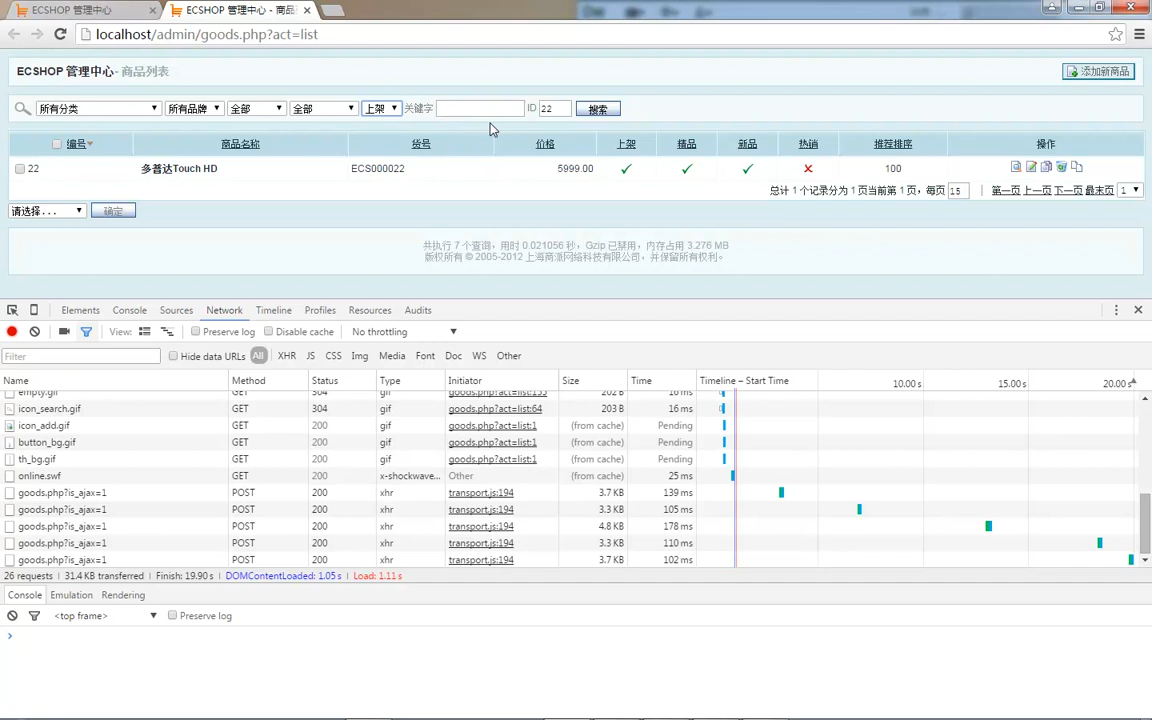 ECSHOP 管理中心
ECSHOP 管理中心 - 商品
localhost/admin/goods.php?act=list
ECSHOP 管理中心 - 商品列表
添加新商品
所有分类 所有品牌 全部 全部 上架 关键字 ID 22 搜索
编号 商品名称 货号 价格 上架 精品 新品 热销 推荐排序 操作
22 多普达Touch HD ECS000022 5999.00 100
总计 1 个记录分为 1 页当前第 1 页，每页 15 | 第一页 上一页 下一页 最末页 1
请选择... 确定
共执行 7 个查询，用时 0.021056 秒，Gzip 已禁用，内存占用 3.276 MB
版权所有 © 2005-2012 上海商派网络科技有限公司，并保留所有权利。
Elements Console Sources Network Timeline Profiles Resources Audits
View: Preserve log Disable cache No throttling
Filter Hide data URLs All XHR JS CSS Img Media Font Doc WS Other
Name Method Status Type Initiator Size Time Timeline – Start Time 10.00 s 15.00 s 20.00 s
empty.gif GET 304 gif goods.php?act=list:155 202 B 16 ms
icon_search.gif GET 304 gif goods.php?act=list:64 203 B 16 ms
icon_add.gif GET 200 gif goods.php?act=list:1 (from cache) Pending
button_bg.gif GET 200 gif goods.php?act=list:1 (from cache) Pending
th_bg.gif GET 200 gif goods.php?act=list:1 (from cache) Pending
online.swf GET 200 x-shockwave... Other (from cache) 25 ms
goods.php?is_ajax=1 POST 200 xhr transport.js:194 3.7 KB 139 ms
goods.php?is_ajax=1 POST 200 xhr transport.js:194 3.3 KB 105 ms
goods.php?is_ajax=1 POST 200 xhr transport.js:194 4.8 KB 178 ms
goods.php?is_ajax=1 POST 200 xhr transport.js:194 3.3 KB 110 ms
goods.php?is_ajax=1 POST 200 xhr transport.js:194 3.7 KB 102 ms
26 requests | 31.4 KB transferred | Finish: 19.90 s | DOMContentLoaded: 1.05 s | Load: 1.11 s
Console Emulation Rendering
<top frame> Preserve log